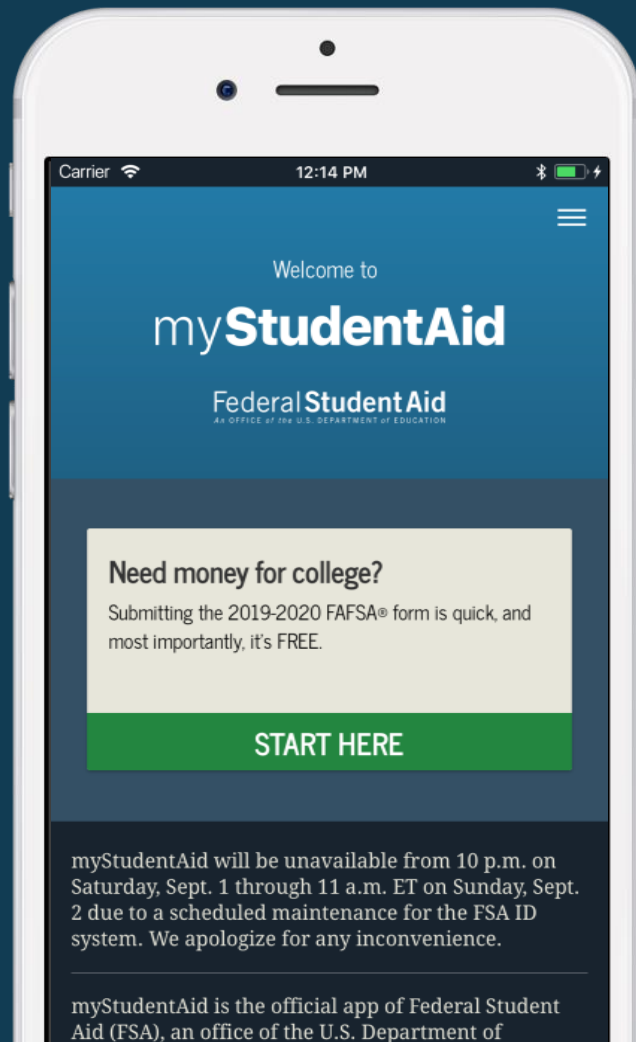 Carrier 12:14 PM
Welcome to
myStudentAid
Federal Student Aid
An OFFICE of the U.S. DEPARTMENT of EDUCATION
Need money for college?
Submitting the 2019-2020 FAFSA® form is quick, and
most importantly, it's FREE.
START HERE
myStudentAid will be unavailable from 10 p.m. on
Saturday, Sept. 1 through 11 a.m. ET on Sunday, Sept.
2 due to a scheduled maintenance for the FSA ID
system. We apologize for any inconvenience.
myStudentAid is the official app of Federal Student
Aid (FSA), an office of the U.S. Department of